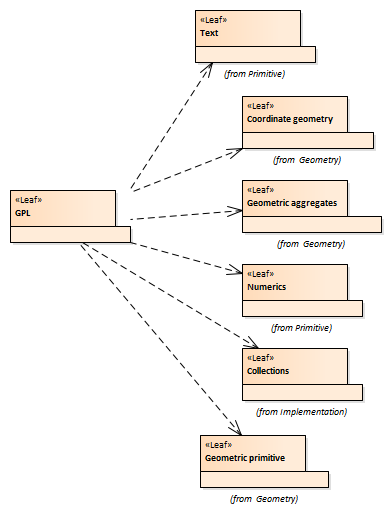 «Leaf»
Text
(from Primitive)
«Leaf»
Coordinate geometry
(from Geometry)
«Leaf»
Geometric aggregates
(from Geometry)
«Leaf»
GPL
«Leaf»
Numerics
(from Primitive)
«Leaf»
Collections
(from Implementation)
«Leaf»
Geometric primitive
(from Geometry)